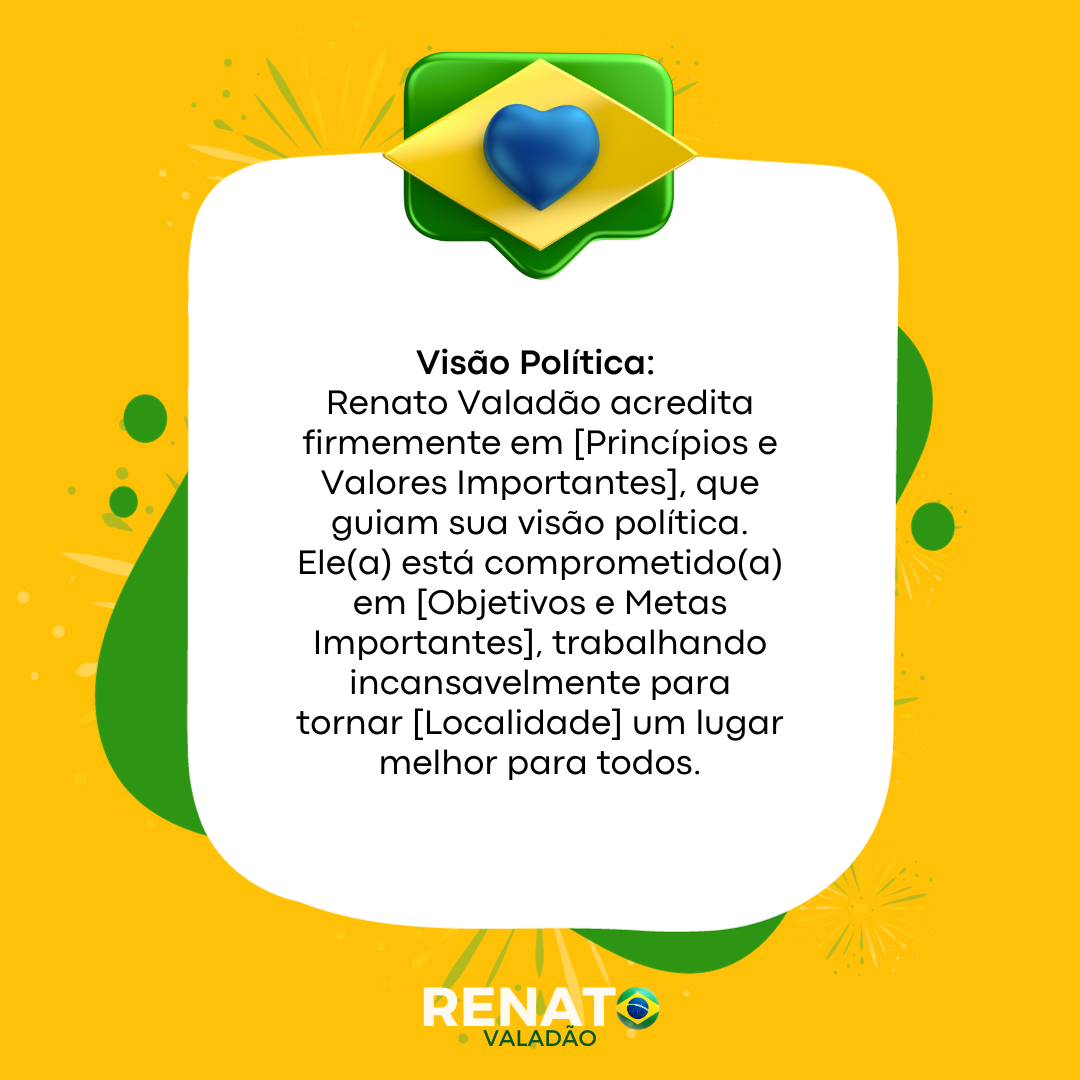 Visão Política:
Renato Valadão acredita
firmemente em [Princípios e
Valores Importantes], que
guiam sua visão política.
Ele(a) está comprometido(a)
em [Objetivos e Metas
Importantes], trabalhando
incansavelmente para
tornar [Localidade] um lugar
melhor para todos.
RENATO
VALADÃO